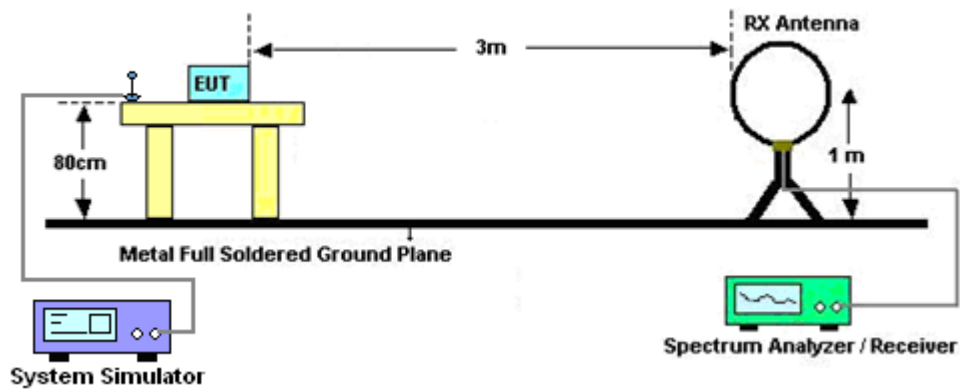 RX Antenna
3m
EUT
80cm
1 m
Metal Full Soldered Ground Plane
Spectrum Analyzer / Receiver
System Simulator